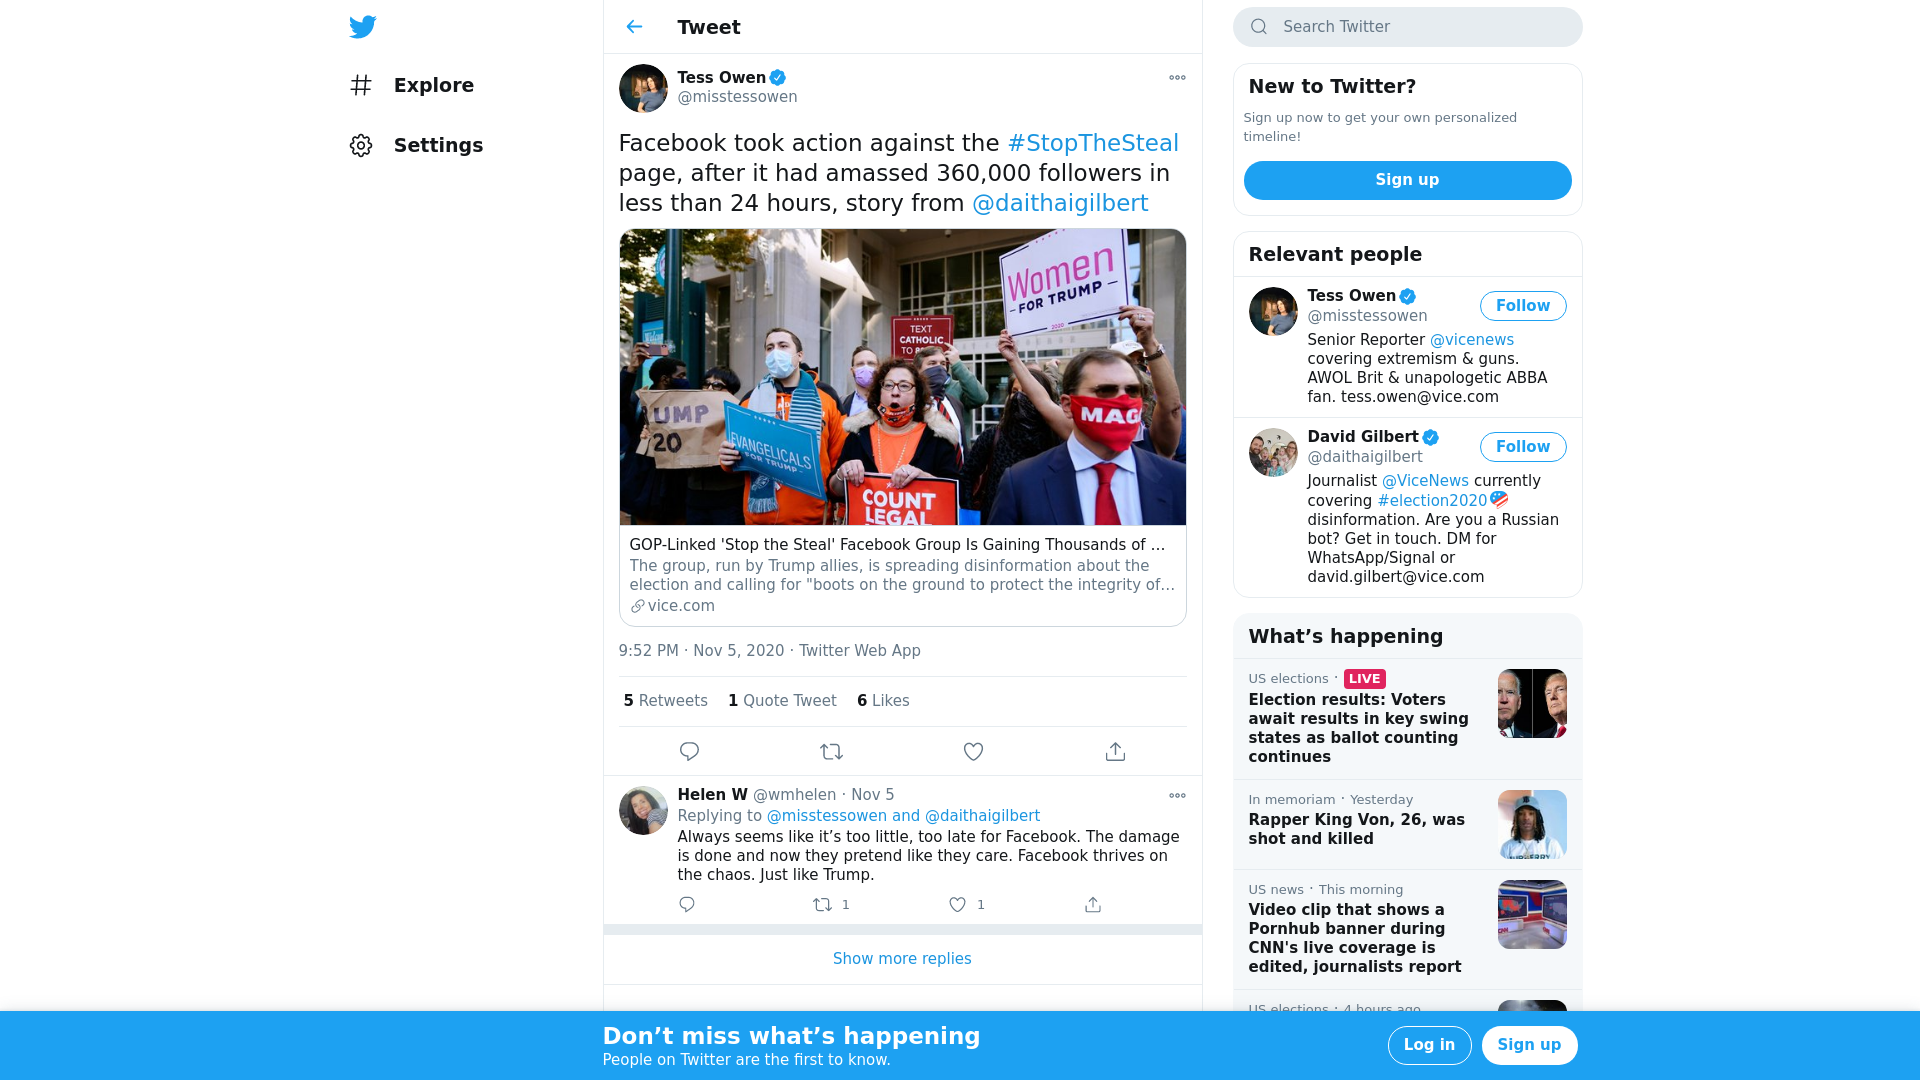 Explore
Settings
Tweet
Tess Owen
@misstessowen
Facebook took action against the #StopTheSteal
page, after it had amassed 360,000 followers in
less than 24 hours, story from @daithaigilbert
Women
FOR TRUMP
2020
TEXT
CATHOLIC
TO
UMP
20
EVANGELICALS
FOR TRUMP
MAG
COUNT
LEGAL
GOP-Linked 'Stop the Steal' Facebook Group Is Gaining Thousands of ...
The group, run by Trump allies, is spreading disinformation about the
election and calling for "boots on the ground to protect the integrity of...
vice.com
9:52 PM · Nov 5, 2020 · Twitter Web App
5 Retweets 1 Quote Tweet 6 Likes
Helen W @wmhelen · Nov 5
Replying to @misstessowen and @daithaigilbert
Always seems like it’s too little, too late for Facebook. The damage
is done and now they pretend like they care. Facebook thrives on
the chaos. Just like Trump.
1 1
Show more replies
Search Twitter
New to Twitter?
Sign up now to get your own personalized
timeline!
Sign up
Relevant people
Tess Owen
@misstessowen
Follow
Senior Reporter @vicenews
covering extremism & guns.
AWOL Brit & unapologetic ABBA
fan. tess.owen@vice.com
David Gilbert
@daithaigilbert
Follow
Journalist @ViceNews currently
covering #election2020
disinformation. Are you a Russian
bot? Get in touch. DM for
WhatsApp/Signal or
david.gilbert@vice.com
What’s happening
US elections · LIVE
Election results: Voters
await results in key swing
states as ballot counting
continues
In memoriam · Yesterday
Rapper King Von, 26, was
shot and killed
US news · This morning
Video clip that shows a
Pornhub banner during
CNN's live coverage is
edited, journalists report
US elections · 4 hours ago
Don’t miss what’s happening
People on Twitter are the first to know.
Log in
Sign up